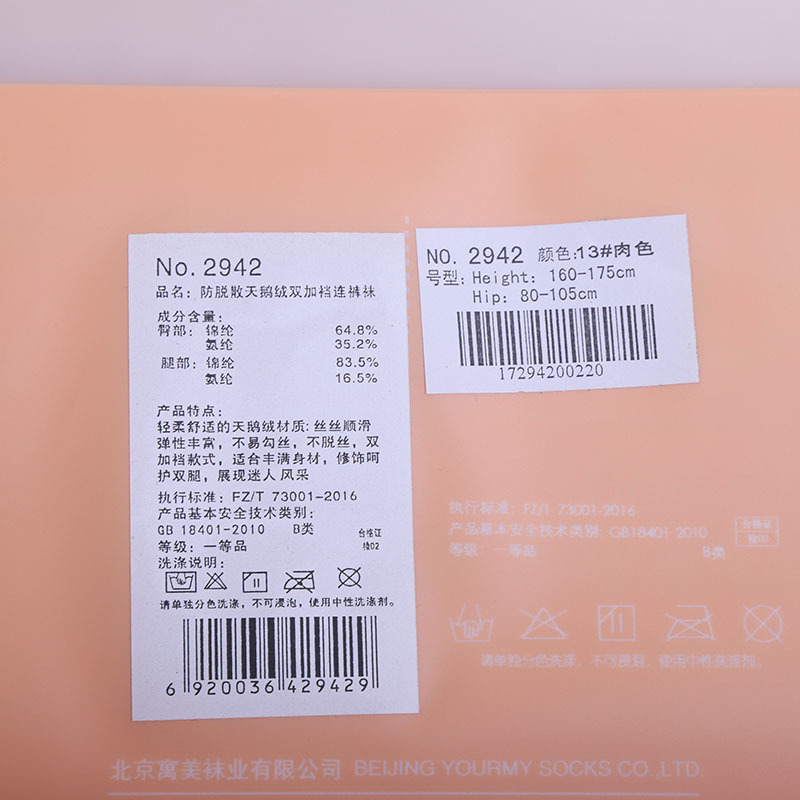 No. 2942
品名：防脱散天鹅绒双加裆连裤袜
成分含量：
臀部：锦纶 64.8%
氨纶 35.2%
腿部：锦纶 83.5%
氨纶 16.5%
产品特点：
轻柔舒适的天鹅绒材质：丝丝顺滑
弹性丰富，不易勾丝，不脱丝，双
加裆款式，适合丰满身材，修饰呵
护双腿，展现迷人风采
执行标准：FZ/T 73001-2016
产品基本安全技术类别：
GB 18401-2010 B类
等级：一等品
合格证
检02
洗涤说明：
请单独分色洗涤，不可浸泡，使用中性洗涤剂。
6 920036 429429
NO. 2942 颜色:13#肉色
号型: Height: 160-175cm
Hip: 80-105cm
17294200220
执行标准：FZ/T 73001-2016
产品基本安全技术类别：GB18401-2010
等级：一等品 B类
合格证
检02
请单独分色洗涤，不可浸泡，使用中性洗涤剂。
北京寓美袜业有限公司 BEIJING YOURMY SOCKS CO.,LTD.